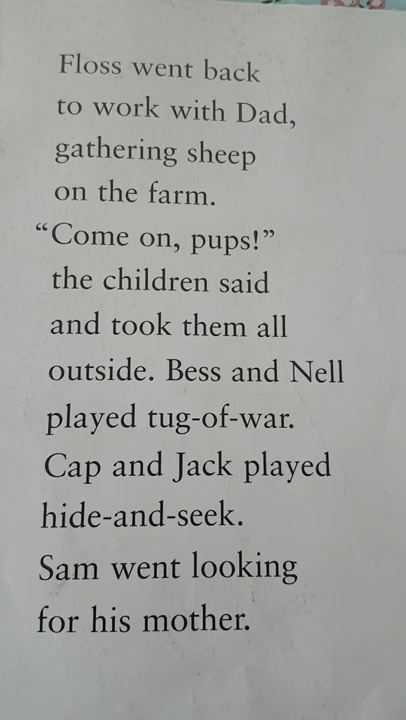 Floss went back
to work with Dad,
gathering sheep
on the farm.
“Come on, pups!”
the children said
and took them all
outside. Bess and Nell
played tug-of-war.
Cap and Jack played
hide-and-seek.
Sam went looking
for his mother.